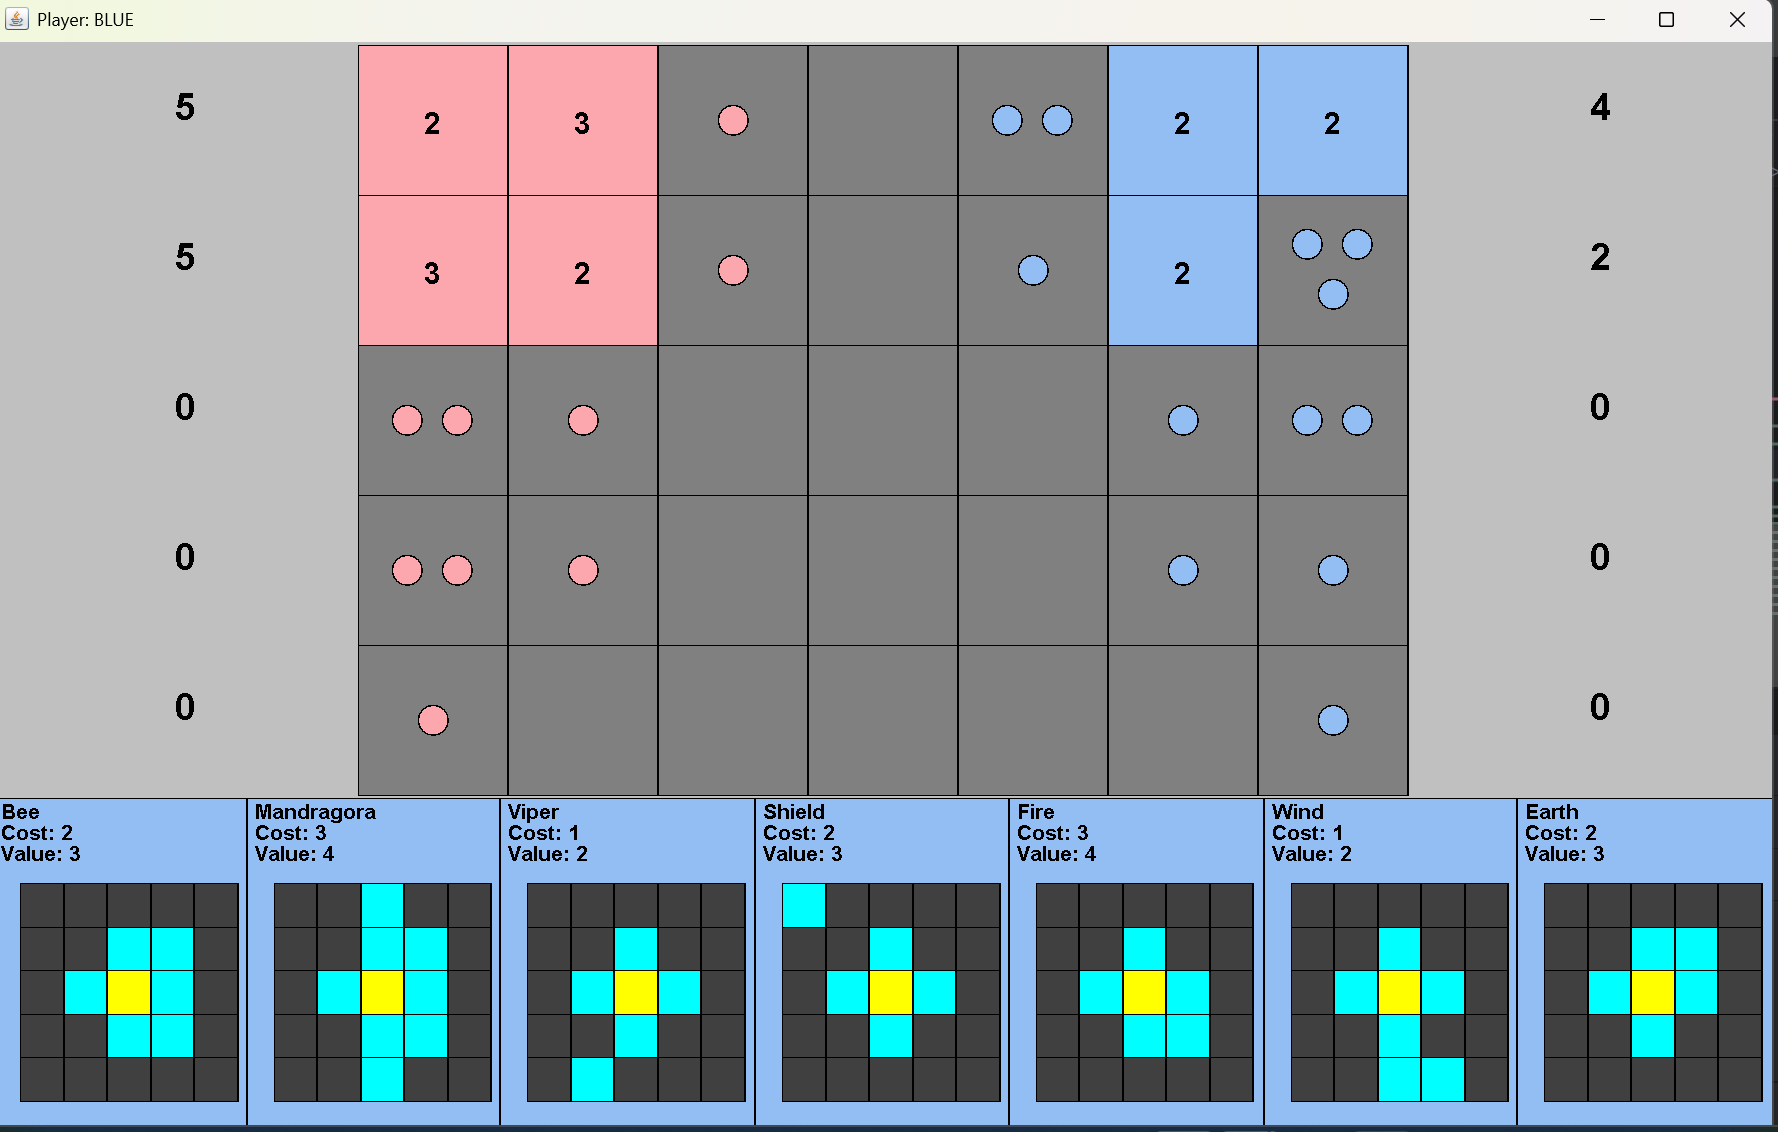 Player: BLUE
5 2 3 2 2 4
5 3 2 2 2
0 0
0 0
0 0
Bee Mandragora Viper Shield Fire Wind Earth
Cost: 2 Cost: 3 Cost: 1 Cost: 2 Cost: 3 Cost: 1 Cost: 2
Value: 3 Value: 4 Value: 2 Value: 3 Value: 4 Value: 2 Value: 3